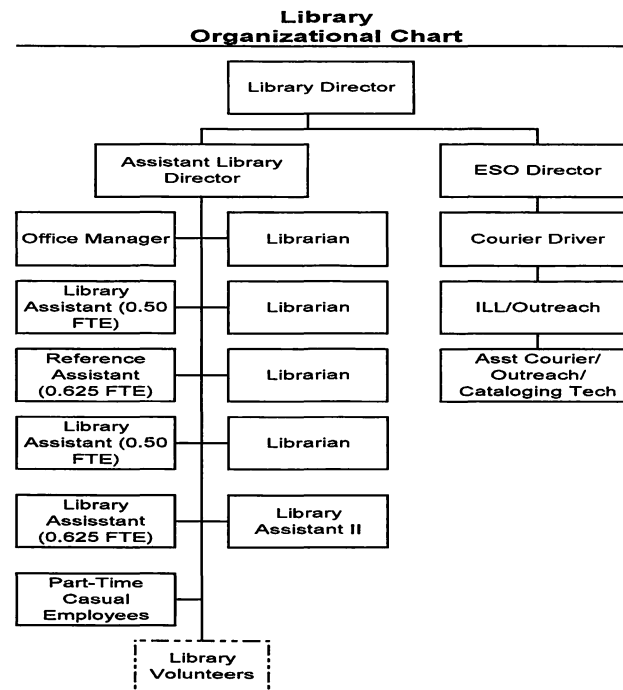 Library
Organizational Chart
Library Director
Assistant Library
Director
ESO Director
Office Manager
Librarian
Courier Driver
Library
Assistant (0.50
FTE)
Librarian
ILL/Outreach
Reference
Assistant
(0.625 FTE)
Librarian
Asst Courier/
Outreach/
Cataloging Tech
Library
Assistant (0.50
FTE)
Librarian
Library
Assisstant
(0.625 FTE)
Library
Assistant II
Part-Time
Casual
Employees
Library
Volunteers